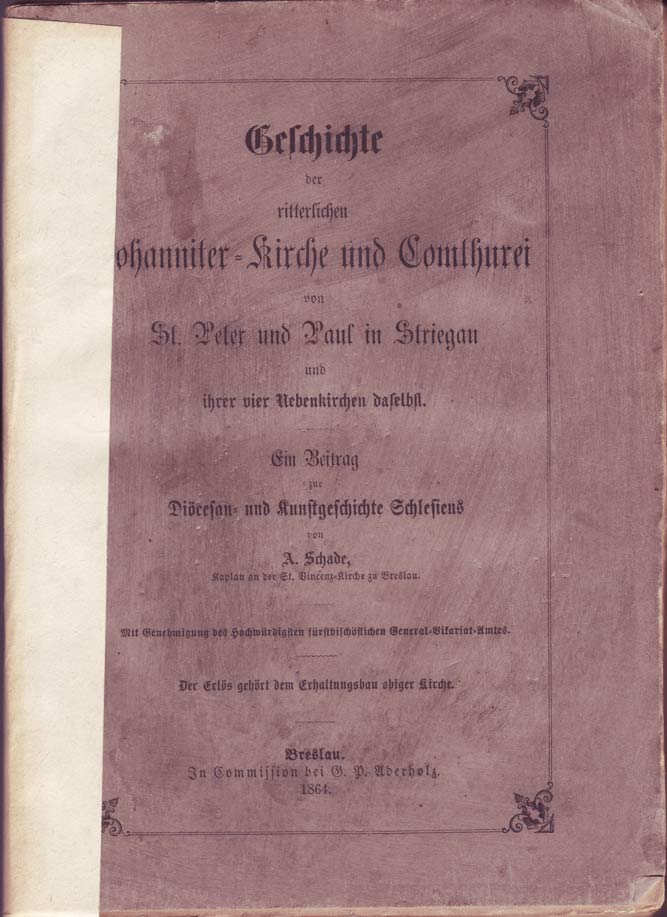 Geschichte
der
ritterlichen
ohanniter-Kirche und Comthurei
von
St. Peter und Paul in Striegau
und
ihrer vier Nebenkirchen daselbst.
Ein Beitrag
zur
Diöcesan- und Kunstgeschichte Schlesiens
von
A. Schade,
Kaplan an der St. Vincenz-Kirche zu Breslau.
Mit Genehmigung des Hochwürdigsten fürstbischöflichen General-Vikariat-Amtes.
Der Erlös gehört dem Erhaltungsbau obiger Kirche.
Breslau.
In Commission bei G. P. Aderholz.
1864.